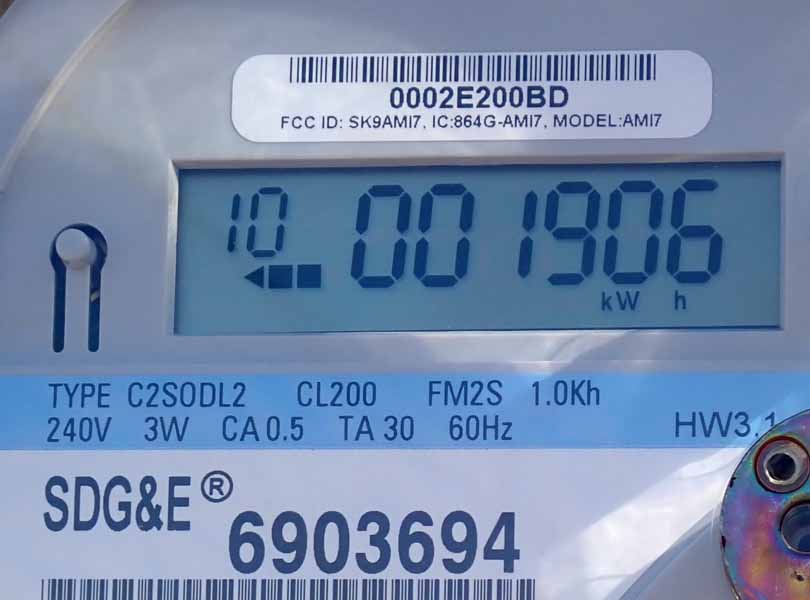 0002E200BD
FCC ID: SK9AMI7, IC:864G-AMI7, MODEL:AMI7
10 001906
kW h
TYPE C2SODL2 CL200 FM2S 1.0Kh
240V 3W CA 0.5 TA 30 60Hz HW3.1
SDG&E® 6903694